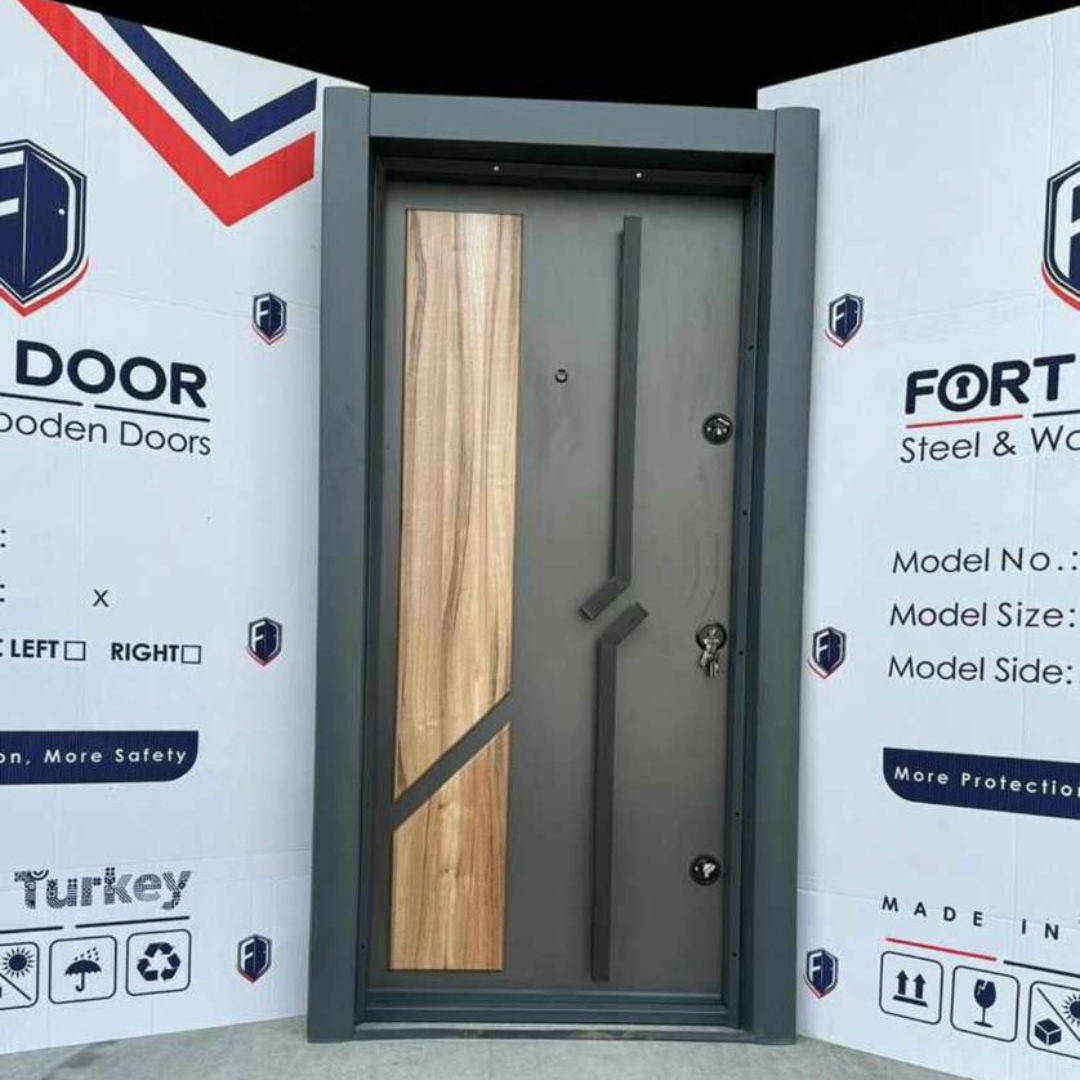 DOOR
ooden Doors
:
: x
: LEFT☐ RIGHT☐
on, More Safety
Turkey
FORT
Steel & Wo
Model No.:
Model Size:
Model Side:
More Protection
MADE IN